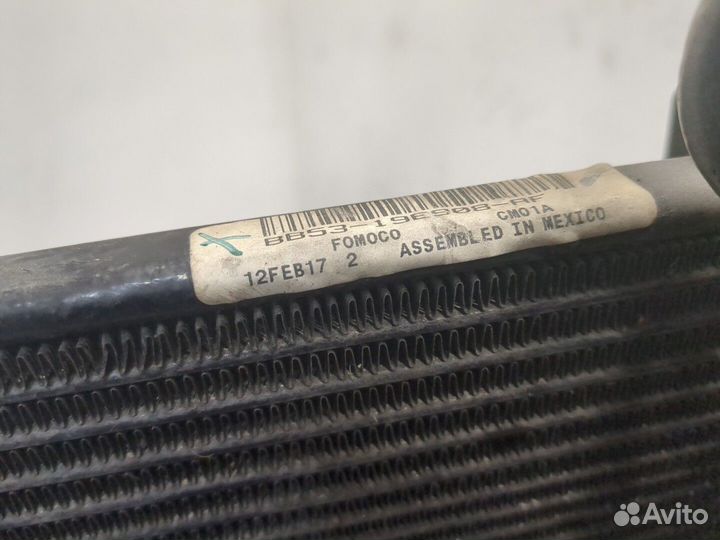 BB53-19E908-AF
FOMOCO CM01A
12FEB17 2 ASSEMBLED IN MEXICO
Avito